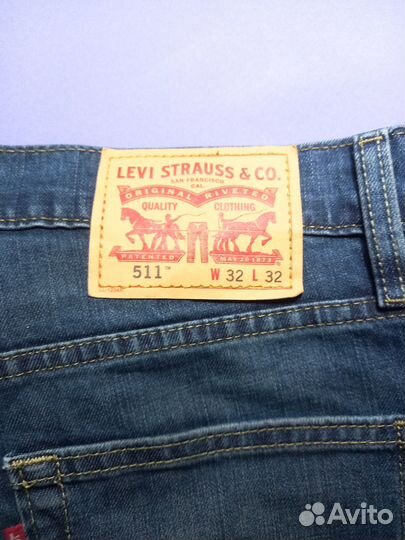 LEVI STRAUSS & CO.
SAN FRANCISCO
CAL.
ORIGINAL RIVETED
QUALITY CLOTHING
PATENTED MAY 20 1873
511™ W 32 L 32
Avito